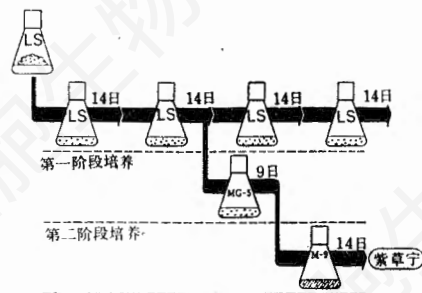 LS
14日 14日 14日 14日
LS LS LS LS
第一阶段培养
9日
MG-5
第二阶段培养
14日
M-9 紫草宁